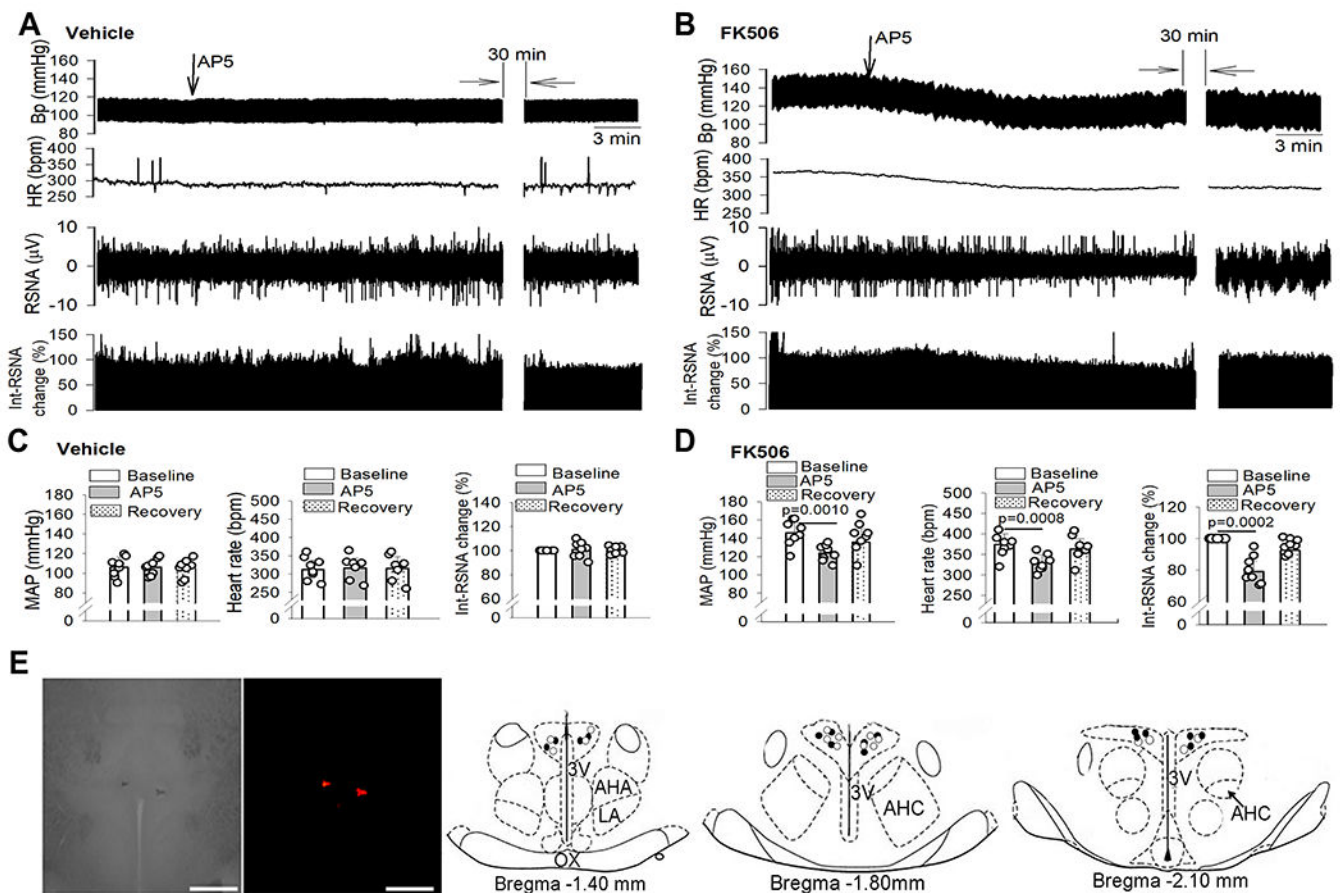 A
Vehicle
Bp (mmHg)
160
140
120
100
80
AP5
30 min
3 min
HR (bpm)
400
350
300
250
RSNA (µV)
10
0
-10
Int-RSNA
change (%)
150
100
50
0
B
FK506
Bp (mmHg)
160
140
120
100
80
AP5
30 min
3 min
HR (bpm)
400
350
300
250
RSNA (µV)
10
0
-10
Int-RSNA
change (%)
150
100
50
0
C
Vehicle
MAP (mmHg)
180
160
140
120
100
80
0
Baseline
AP5
Recovery
Heart rate (bpm)
500
450
400
350
300
250
0
Baseline
AP5
Recovery
Int-RSNA change (%)
140
120
100
80
60
0
Baseline
AP5
Recovery
D
FK506
MAP (mmHg)
180
160
140
120
100
80
0
Baseline
AP5
Recovery
p=0.0010
Heart rate (bpm)
500
450
400
350
300
250
0
Baseline
AP5
Recovery
p=0.0008
Int-RSNA change (%)
120
100
80
60
0
Baseline
AP5
Recovery
p=0.0002
E
3V
AHA
LA
OX
Bregma -1.40 mm
3V
AHC
Bregma -1.80mm
3V
AHC
Bregma -2.10 mm